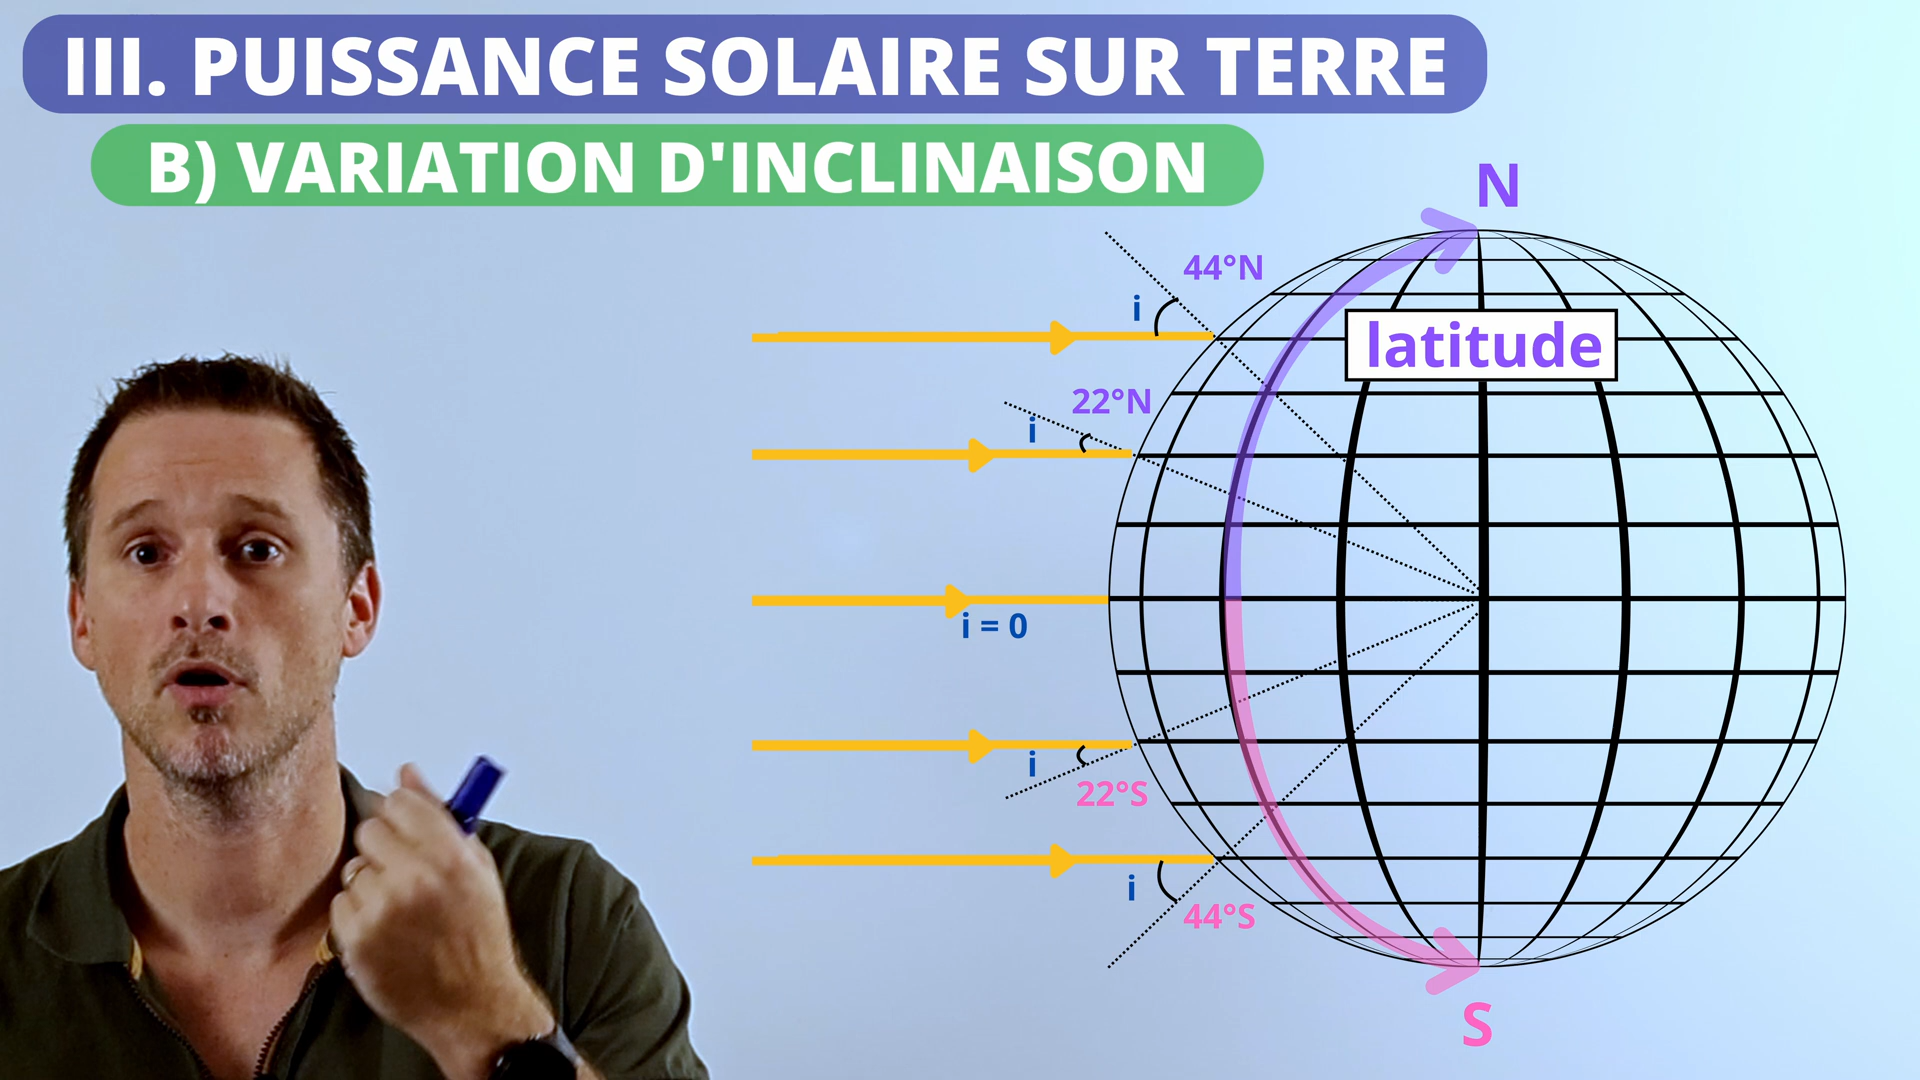 III. PUISSANCE SOLAIRE SUR TERRE
B) VARIATION D'INCLINAISON
N
44°N
i
latitude
22°N
i
i = 0
i
22°S
i
44°S
S